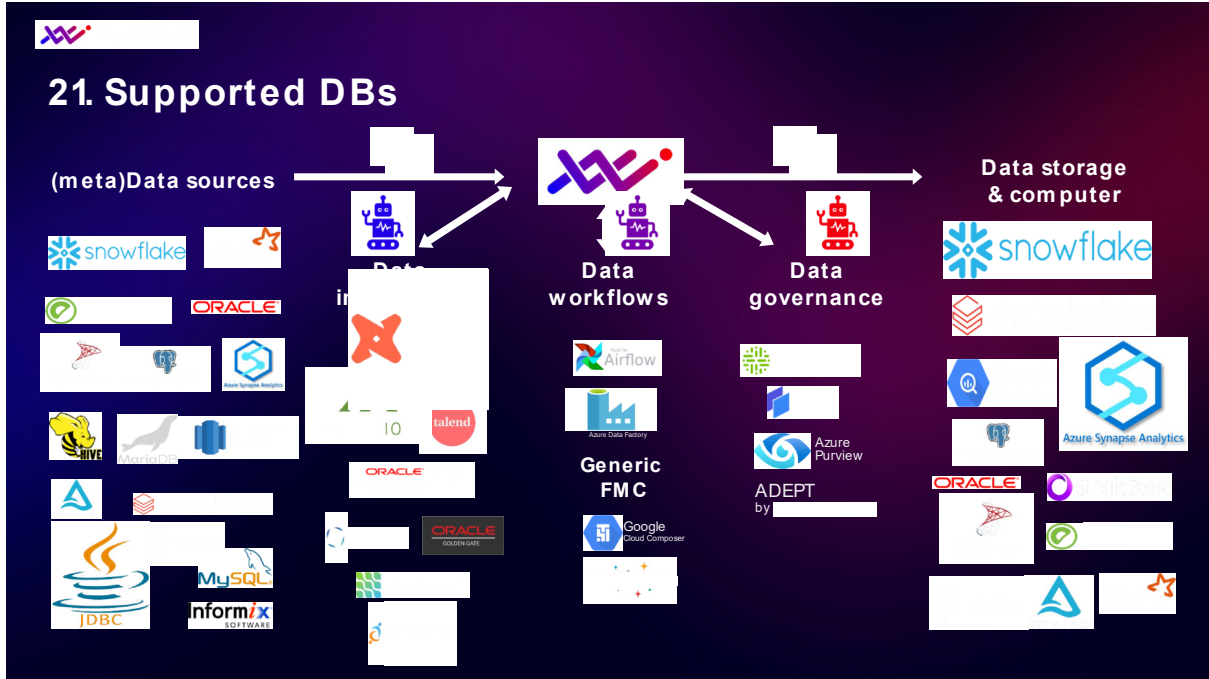 21. Supported DBs
(meta)Data sources
Data storage
& computer
snowflake
ORACLE
Azure Synapse Analytics
HIVE
MariaDB
JDBC
MySQL
Informix
SOFTWARE
Data
IO
talend
ORACLE
ORACLE
GOLDEN GATE
Data
workflows
Airflow
Azure Data Factory
Generic
FMC
Google
Cloud Composer
Data
governance
Azure
Purview
ADEPT
by
snowflake
Azure Synapse Analytics
ORACLE